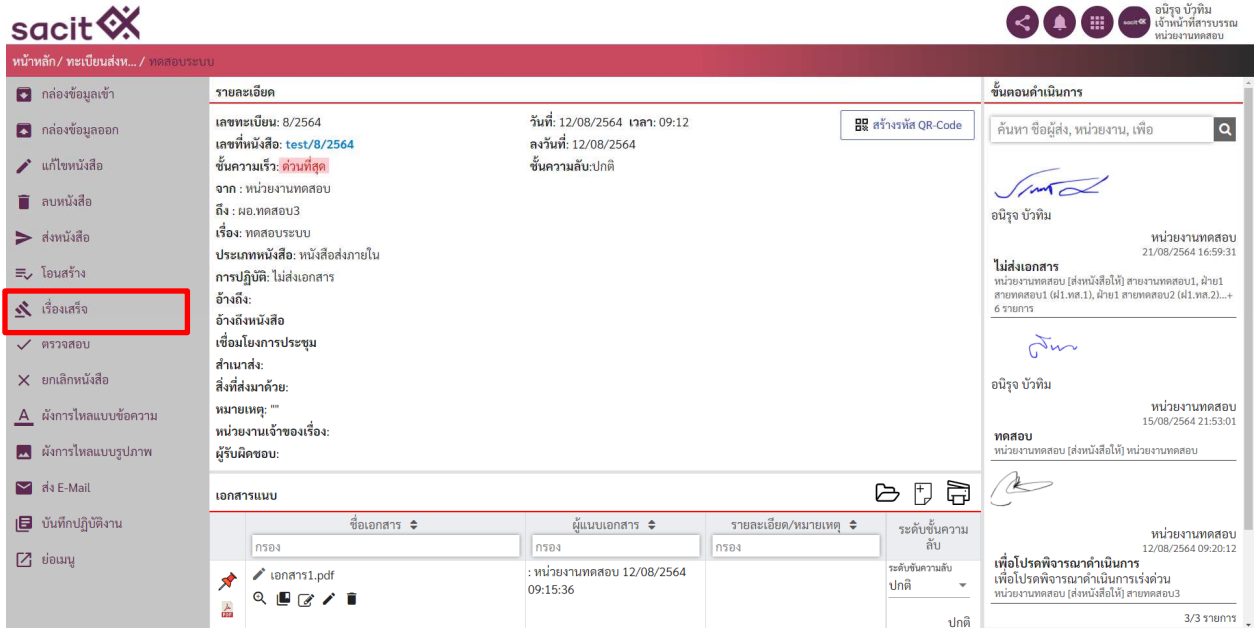 sacit
อนิรุจ บัวทิม
เจ้าหน้าที่สารบรรณ
หน่วยงานทดสอบ
หน้าหลัก/ ทะเบียนส่งห... / ทดสอบระบบ
กล่องข้อมูลเข้า
กล่องข้อมูลออก
แก้ไขหนังสือ
ลบหนังสือ
ส่งหนังสือ
โอนสร้าง
เรื่องเสร็จ
ตรวจสอบ
ยกเลิกหนังสือ
ผังการไหลแบบข้อความ
ผังการไหลแบบรูปภาพ
ส่ง E-Mail
บันทึกปฏิบัติงาน
ย่อเมนู
รายละเอียด
เลขทะเบียน: 8/2564 วันที่: 12/08/2564 เวลา: 09:12
สร้างรหัส QR-Code
เลขที่หนังสือ: test/8/2564 ลงวันที่: 12/08/2564
ชั้นความเร็ว: ด่วนที่สุด ชั้นความลับ:ปกติ
จาก : หน่วยงานทดสอบ
ถึง : ผอ.ทดสอบ3
เรื่อง: ทดสอบระบบ
ประเภทหนังสือ: หนังสือส่งภายใน
การปฏิบัติ: ไม่ส่งเอกสาร
อ้างถึง:
อ้างถึงหนังสือ
เชื่อมโยงการประชุม
สำเนาส่ง:
สิ่งที่ส่งมาด้วย:
หมายเหตุ: ""
หน่วยงานเจ้าของเรื่อง:
ผู้รับผิดชอบ:
เอกสารแนบ
ชื่อเอกสาร ผู้แนบเอกสาร รายละเอียด/หมายเหตุ ระดับชั้นความลับ
กรอง กรอง กรอง
เอกสาร1.pdf
: หน่วยงานทดสอบ 12/08/2564
09:15:36
ระดับชั้นความลับ
ปกติ
ปกติ
PDF
ขั้นตอนดำเนินการ
ค้นหา ชื่อผู้ส่ง, หน่วยงาน, เพื่อ
อนิรุจ บัวทิม
หน่วยงานทดสอบ
21/08/2564 16:59:31
ไม่ส่งเอกสาร
หน่วยงานทดสอบ [ส่งหนังสือให้] สายงานทดสอบ1, ฝ่าย1
สายทดสอบ1 (ฝ1.ทส.1), ฝ่าย1 สายทดสอบ2 (ฝ1.ทส.2)...+
6 รายการ
อนิรุจ บัวทิม
หน่วยงานทดสอบ
15/08/2564 21:53:01
ทดสอบ
หน่วยงานทดสอบ [ส่งหนังสือให้] หน่วยงานทดสอบ
หน่วยงานทดสอบ
12/08/2564 09:20:12
เพื่อโปรดพิจารณาดำเนินการ
เพื่อโปรดพิจารณาดำเนินการเร่งด่วน
หน่วยงานทดสอบ [ส่งหนังสือให้] สายทดสอบ3
3/3 รายการ